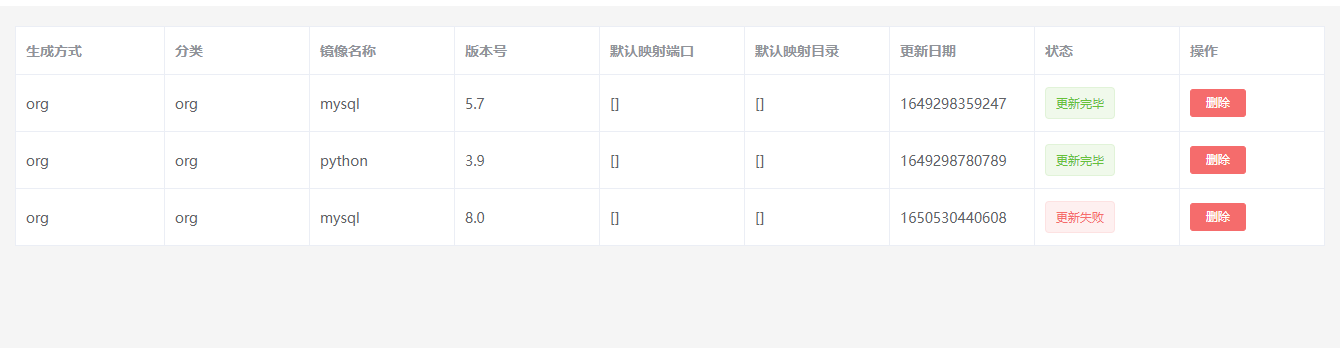 生成方式 分类 镜像名称 版本号 默认映射端口 默认映射目录 更新日期 状态 操作
org org mysql 5.7 [] [] 1649298359247 更新完毕 删除
org org python 3.9 [] [] 1649298780789 更新完毕 删除
org org mysql 8.0 [] [] 1650530440608 更新失败 删除